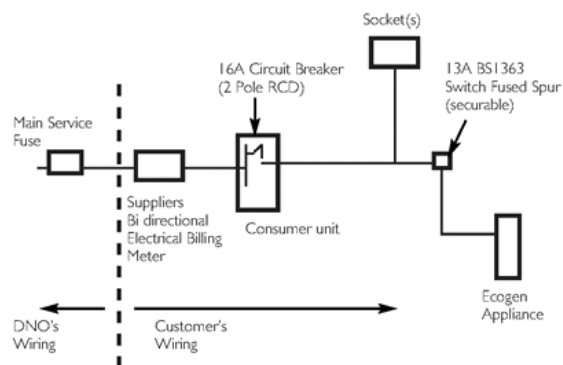 Socket(s)
16A Circuit Breaker
(2 Pole RCD)
13A BS1363
Switch Fused Spur
(securable)
Main Service
Fuse
Suppliers
Bi directional
Electrical Billing
Meter
Consumer unit
Ecogen
Appliance
DNO's
Wiring
Customer's
Wiring